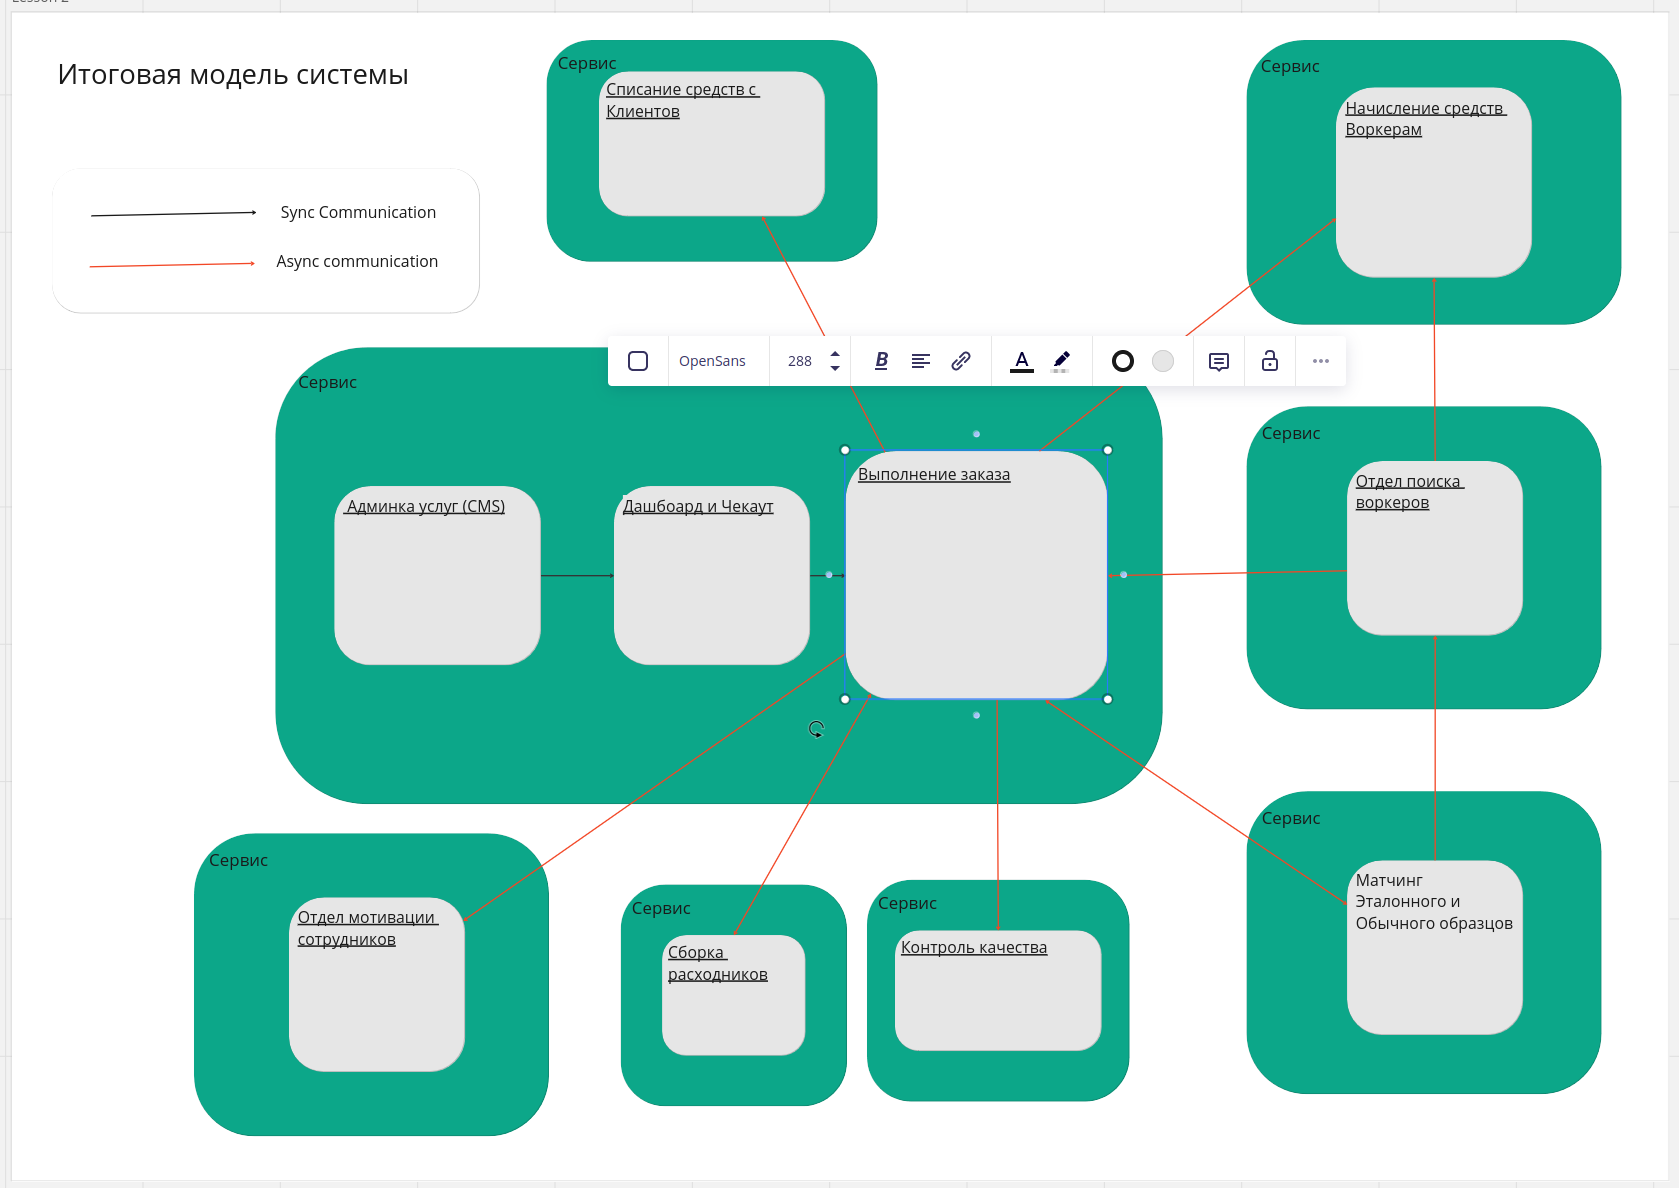 Итоговая модель системы
Sync Communication
Async communication
Сервис
Списание средств с
Клиентов
Сервис
Начисление средств
Воркерам
OpenSans
288
B
A
Сервис
Админка услуг (CMS)
Дашбоард и Чекаут
Выполнение заказа
Сервис
Отдел поиска
воркеров
Сервис
Матчинг
Эталонного и
Обычного образцов
Сервис
Отдел мотивации
сотрудников
Сервис
Сборка
расходников
Сервис
Контроль качества